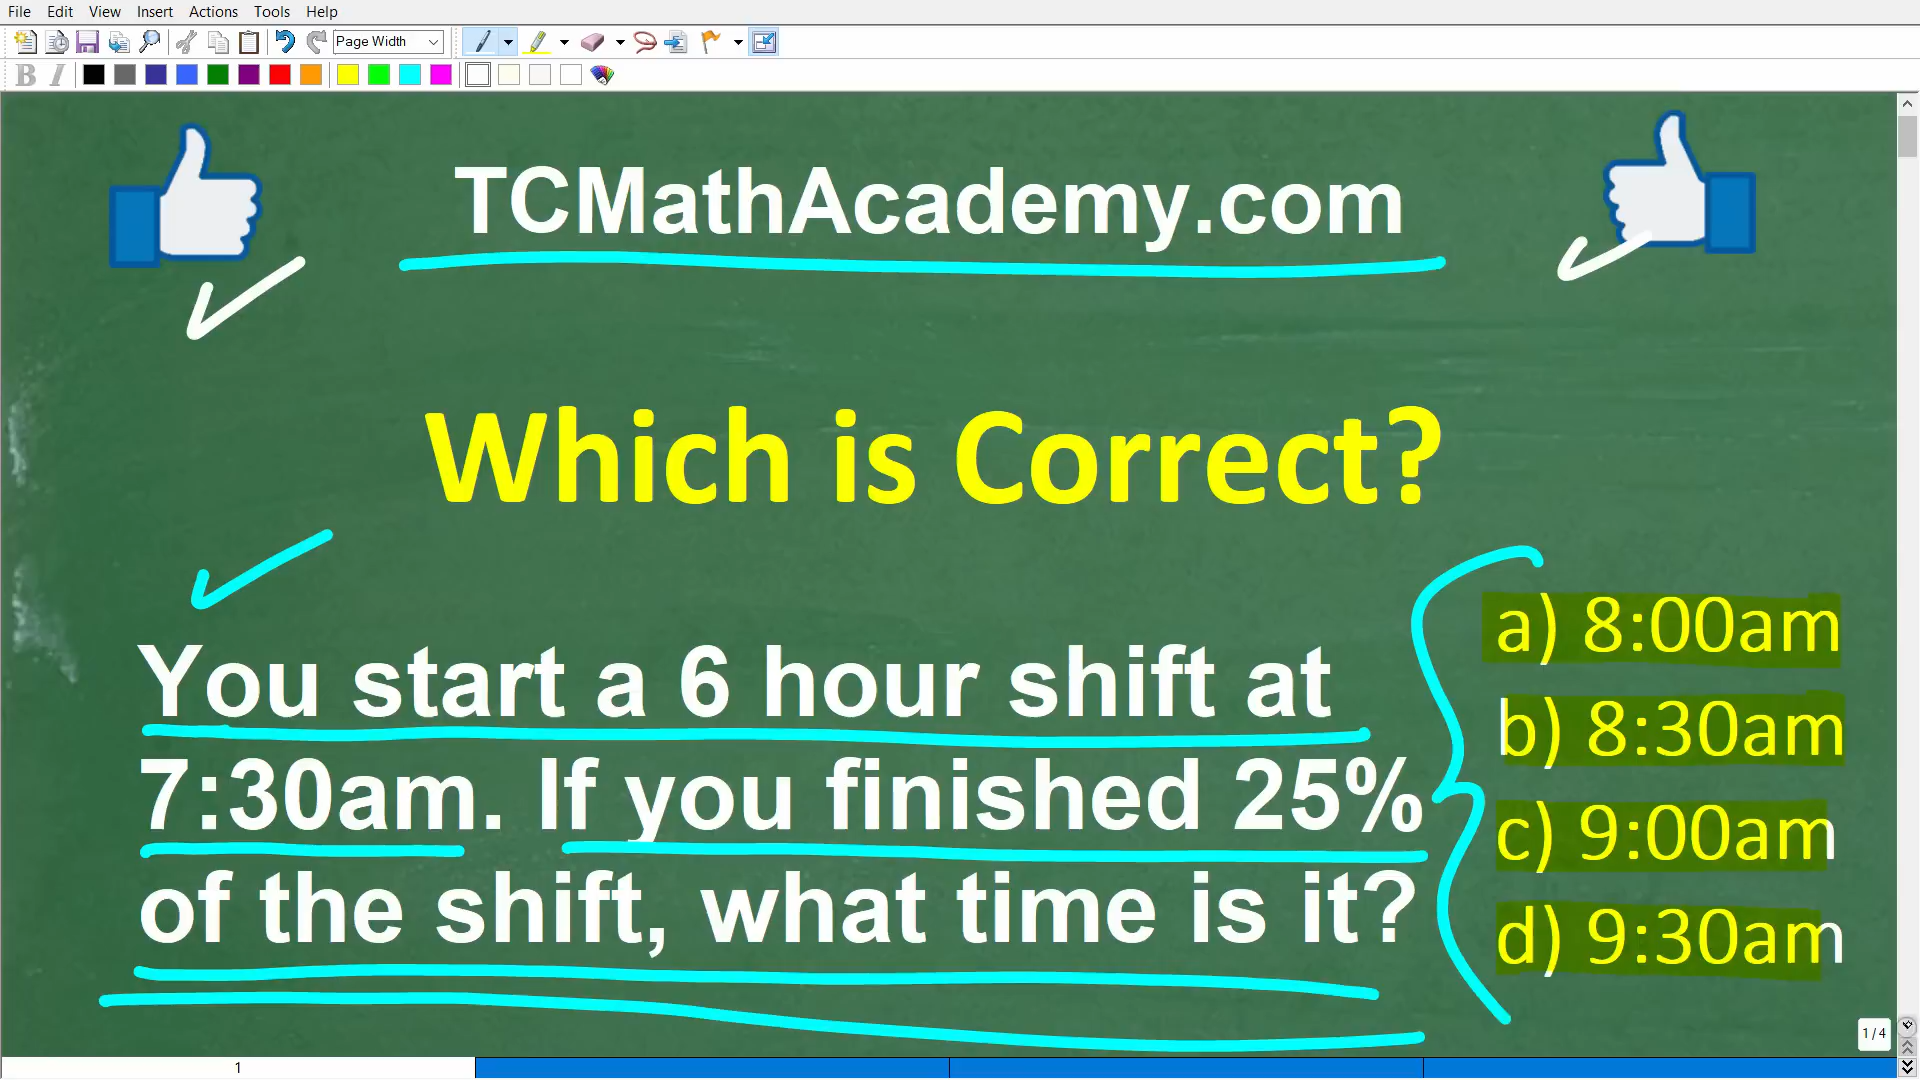 File Edit View Insert Actions Tools Help
Page Width
B I
TCMathAcademy.com
Which is Correct?
You start a 6 hour shift at
7:30am. If you finished 25%
of the shift, what time is it?
a) 8:00am
b) 8:30am
c) 9:00am
d) 9:30am
1 / 4
1